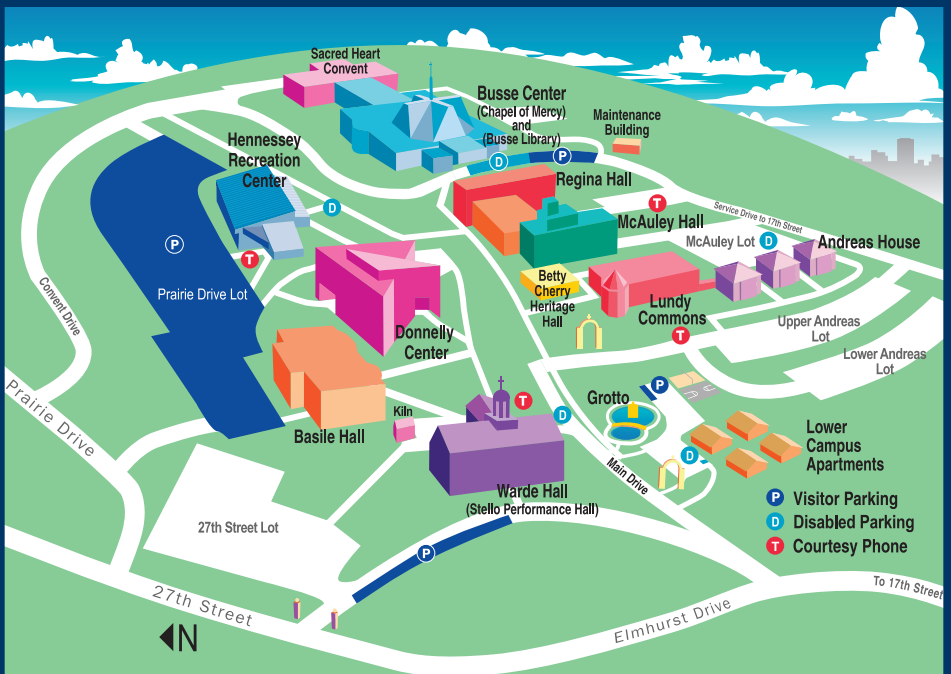 Sacred Heart
Convent
Busse Center
(Chapel of Mercy)
and
(Busse Library)
Maintenance
Building
Hennessey
Recreation
Center
D
P
Regina Hall
D
T
Service Drive to 17th Street
McAuley Hall
McAuley Lot
D
Andreas House
P
T
Prairie Drive Lot
Convent Drive
Betty
Cherry
Heritage
Hall
Lundy
Commons
T
Upper Andreas
Lot
Lower Andreas
Lot
Donnelly
Center
Prairie Drive
P
Grotto
Kiln
T
D
Basile Hall
Lower
Campus
Apartments
D
Main Drive
Warde Hall
(Stello Performance Hall)
P Visitor Parking
D Disabled Parking
T Courtesy Phone
27th Street Lot
P
27th Street
To 17th Street
Elmhurst Drive
N